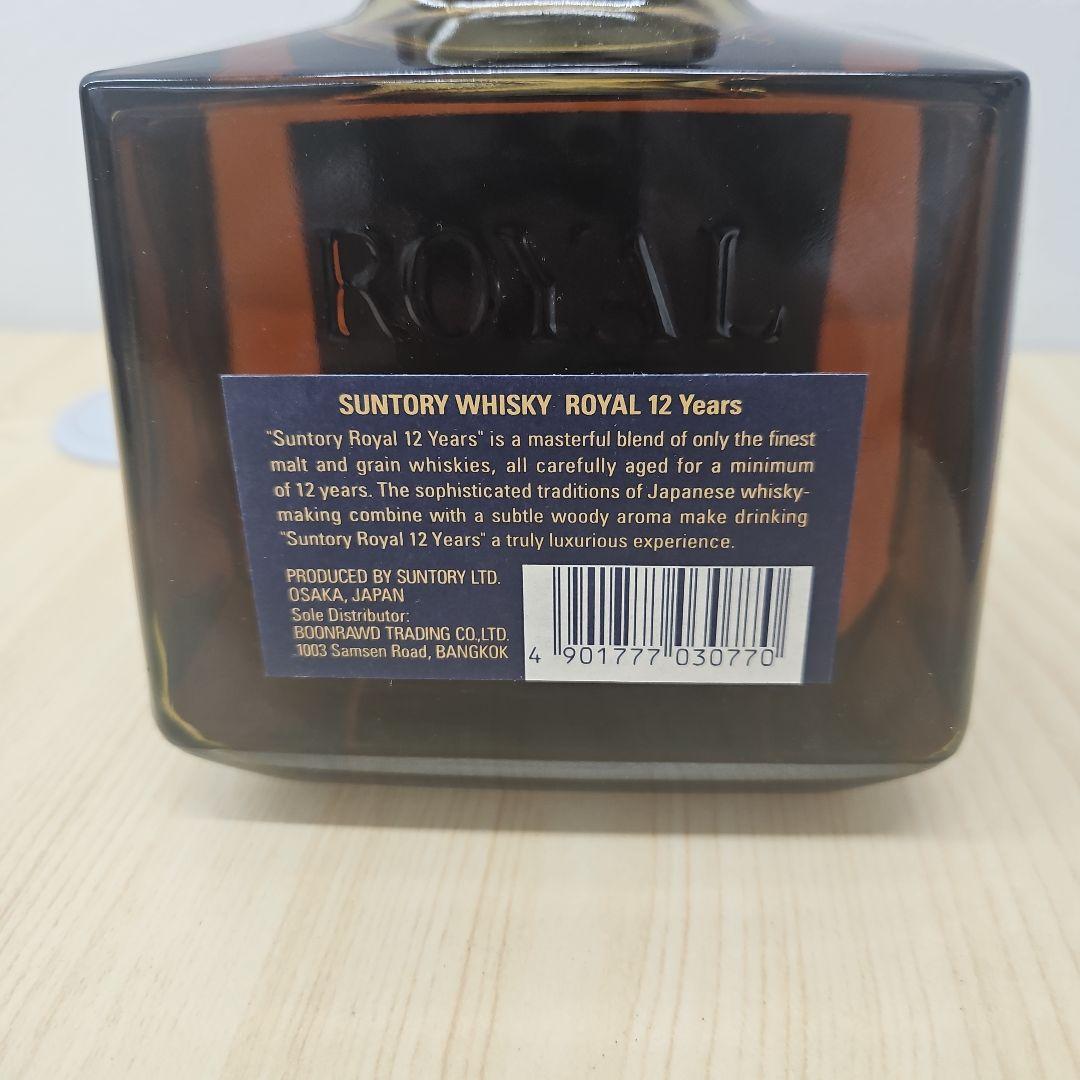 ROYAL
SUNTORY WHISKY ROYAL 12 Years
"Suntory Royal 12 Years" is a masterful blend of only the finest
malt and grain whiskies, all carefully aged for a minimum
of 12 years. The sophisticated traditions of Japanese whisky-
making combine with a subtle woody aroma make drinking
"Suntory Royal 12 Years" a truly luxurious experience.
PRODUCED BY SUNTORY LTD.
OSAKA, JAPAN
Sole Distributor:
BOONRAWD TRADING CO.,LTD.
1003 Samsen Road, BANGKOK
4 901777 030770